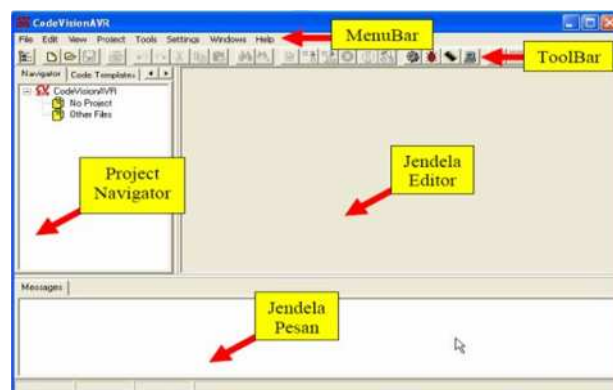 CodeVisionAVR
File Edit View Project Tools Settings Windows Help
MenuBar
ToolBar
Navigator Code Templates
CodeVisionAVR
No Project
Other Files
Project
Navigator
Jendela
Editor
Messages
Jendela
Pesan